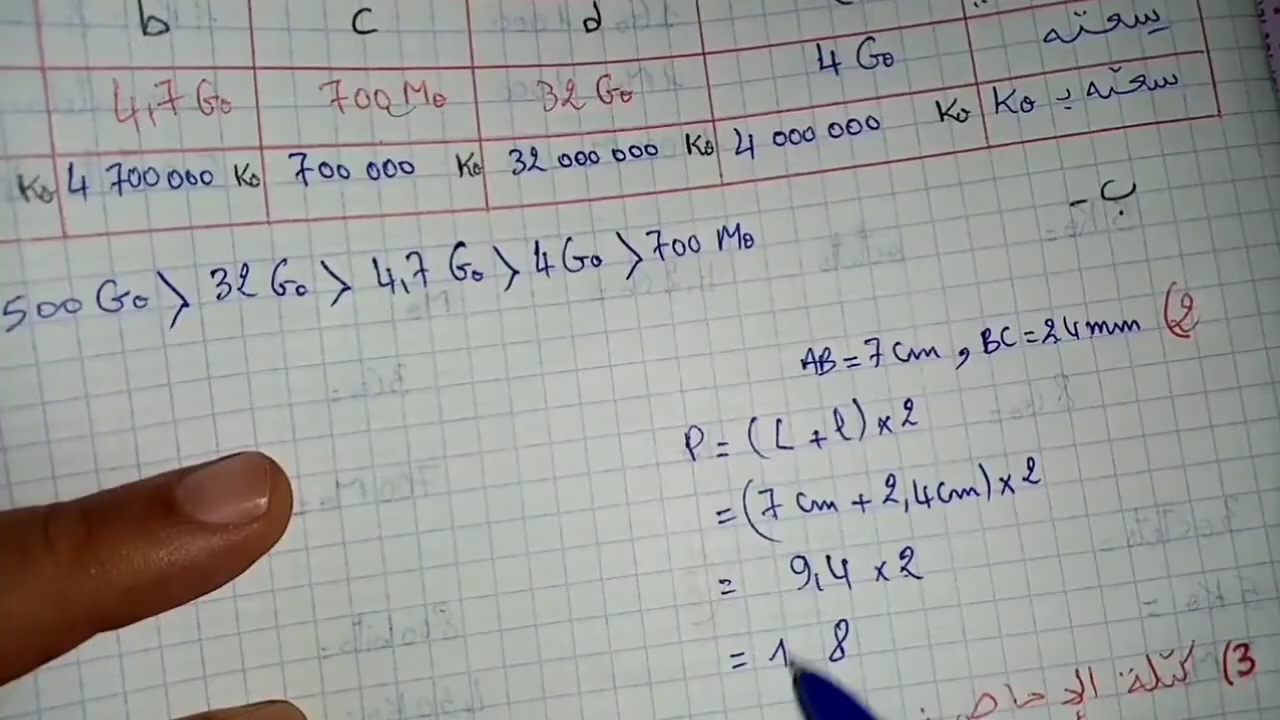 b c d
4,7 Go 700 Mo 32 Go 4 Go سعته
Ko 4 700 000 Ko 700 000 Ko 32 000 000 Ko 4 000 000 Ko سعته بـ Ko
ب -
500 Go > 32 Go > 4,7 Go > 4 Go > 700 Mo
(2 AB = 7 cm , BC = 24 mm
P = (L + l) × 2
= (7 cm + 2,4 cm) × 2
= 9,4 × 2
= 1 8
(3 كتلة